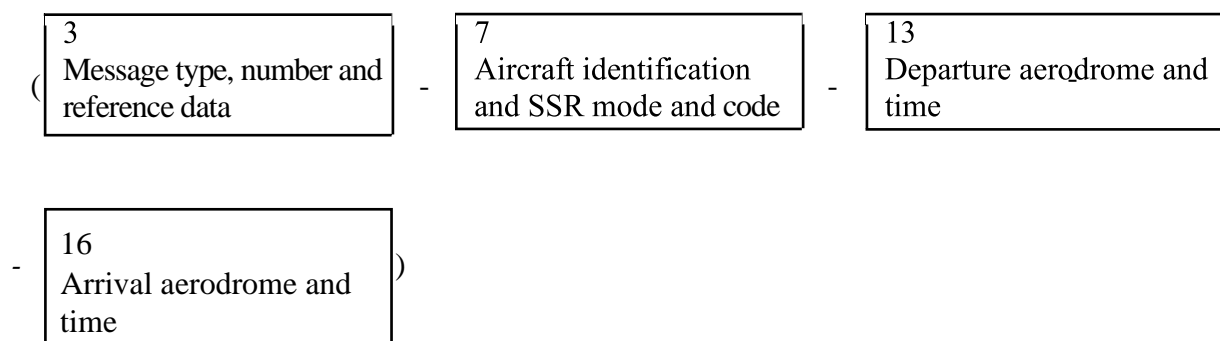 3
Message type, number and
reference data
(
-
7
Aircraft identification
and SSR mode and code
-
13
Departure aerodrome and
time
-
16
Arrival aerodrome and
time
)